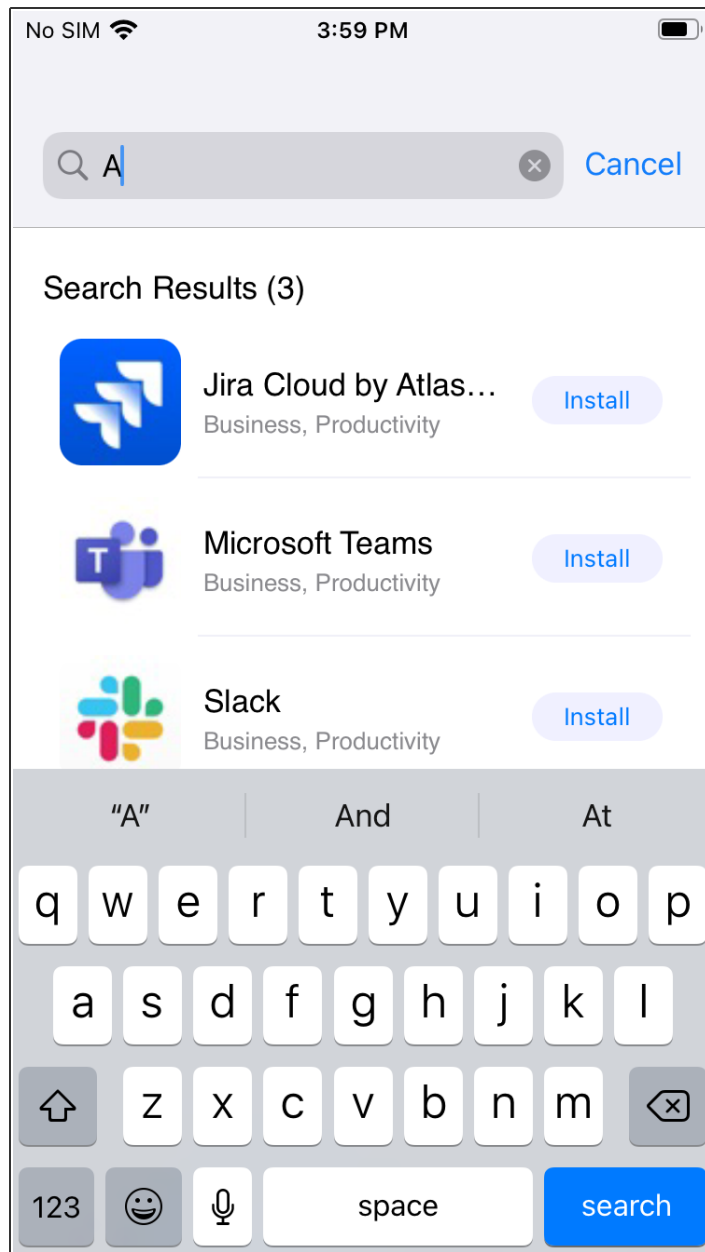 No SIM 3:59 PM
A Cancel
Search Results (3)
Jira Cloud by Atlas...
Business, Productivity
Install
T
Microsoft Teams
Business, Productivity
Install
Slack
Business, Productivity
Install
“A” And At
q w e r t y u i o p
a s d f g h j k l
z x c v b n m
123 space search